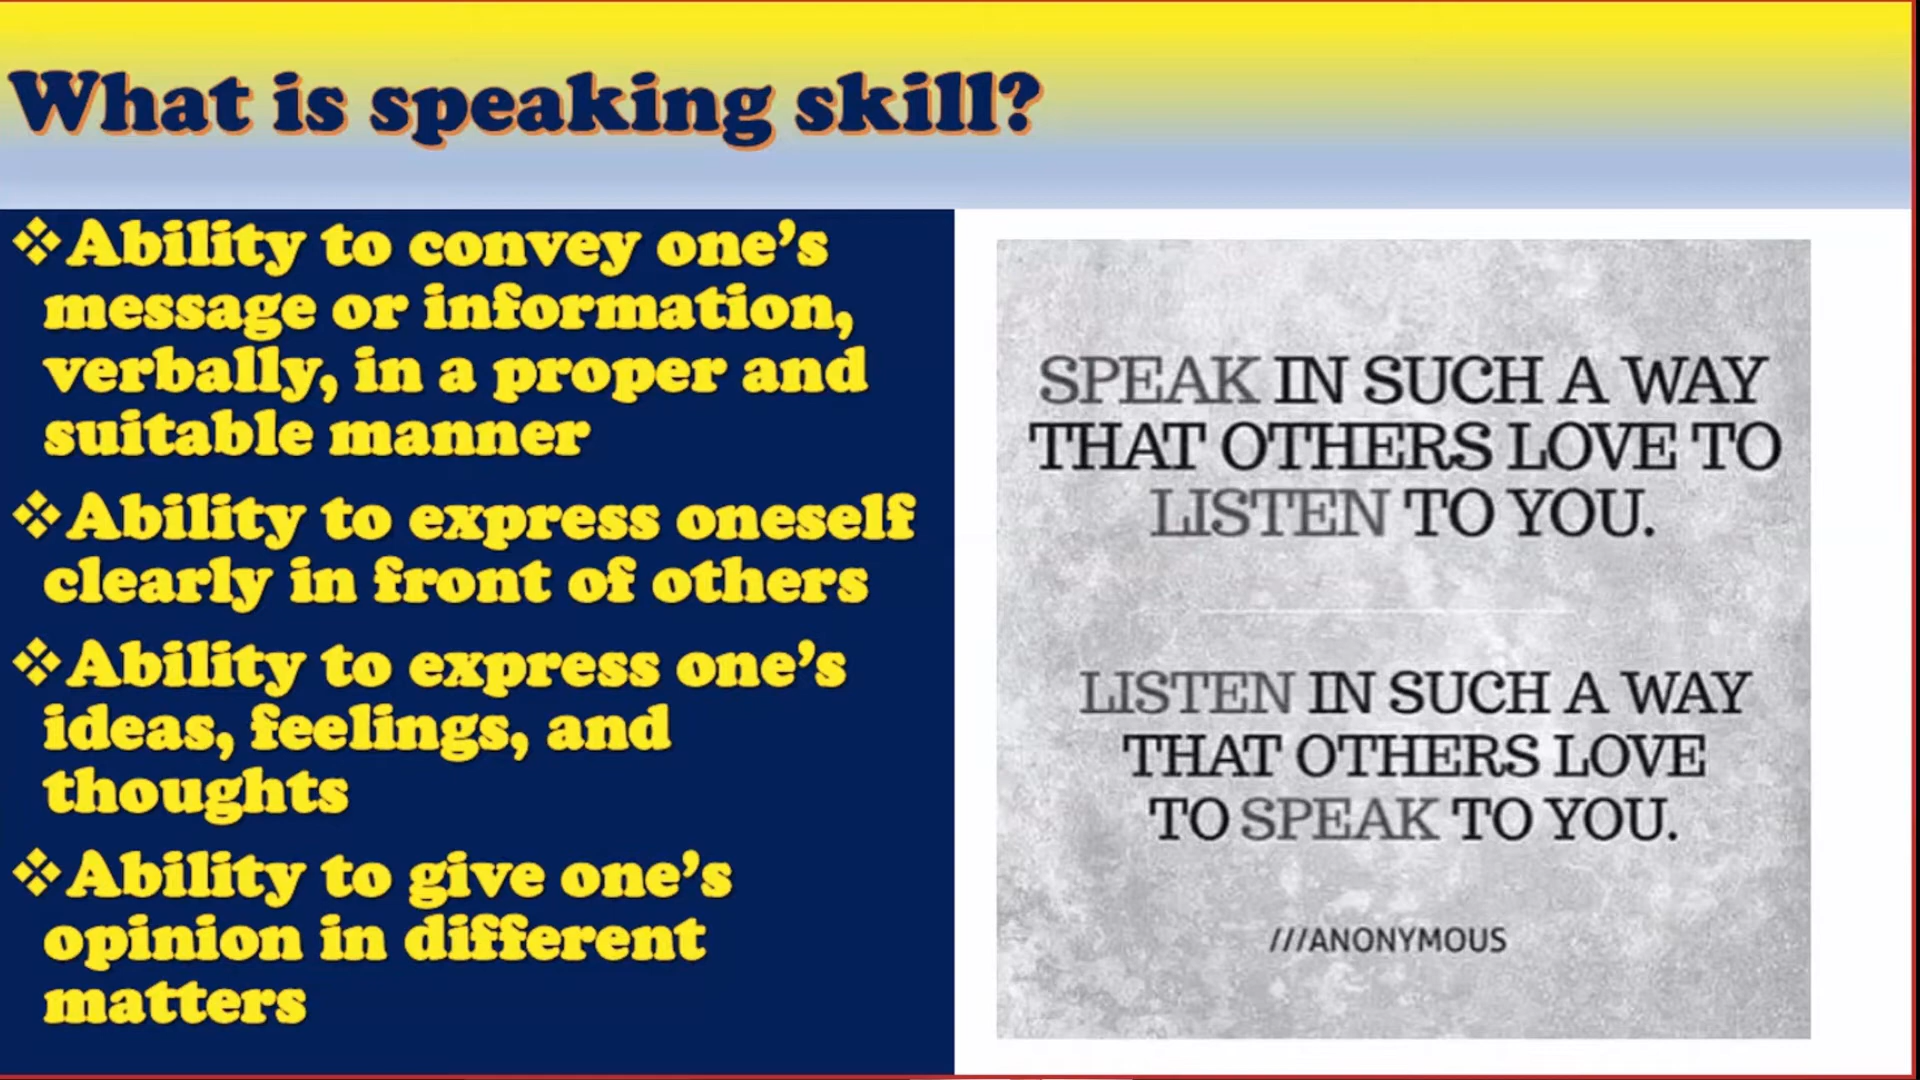 What is speaking skill?
❖Ability to convey one's
message or information,
verbally, in a proper and
suitable manner
❖Ability to express oneself
clearly in front of others
❖Ability to express one's
ideas, feelings, and
thoughts
❖Ability to give one's
opinion in different
matters
SPEAK IN SUCH A WAY
THAT OTHERS LOVE TO
LISTEN TO YOU.
LISTEN IN SUCH A WAY
THAT OTHERS LOVE
TO SPEAK TO YOU.
///ANONYMOUS